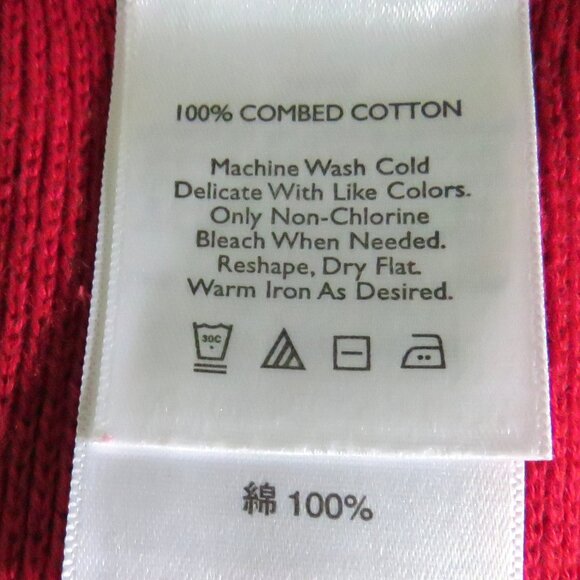 100% COMBED COTTON
Machine Wash Cold
Delicate With Like Colors.
Only Non-Chlorine
Bleach When Needed.
Reshape, Dry Flat.
Warm Iron As Desired.
30C
綿 100%